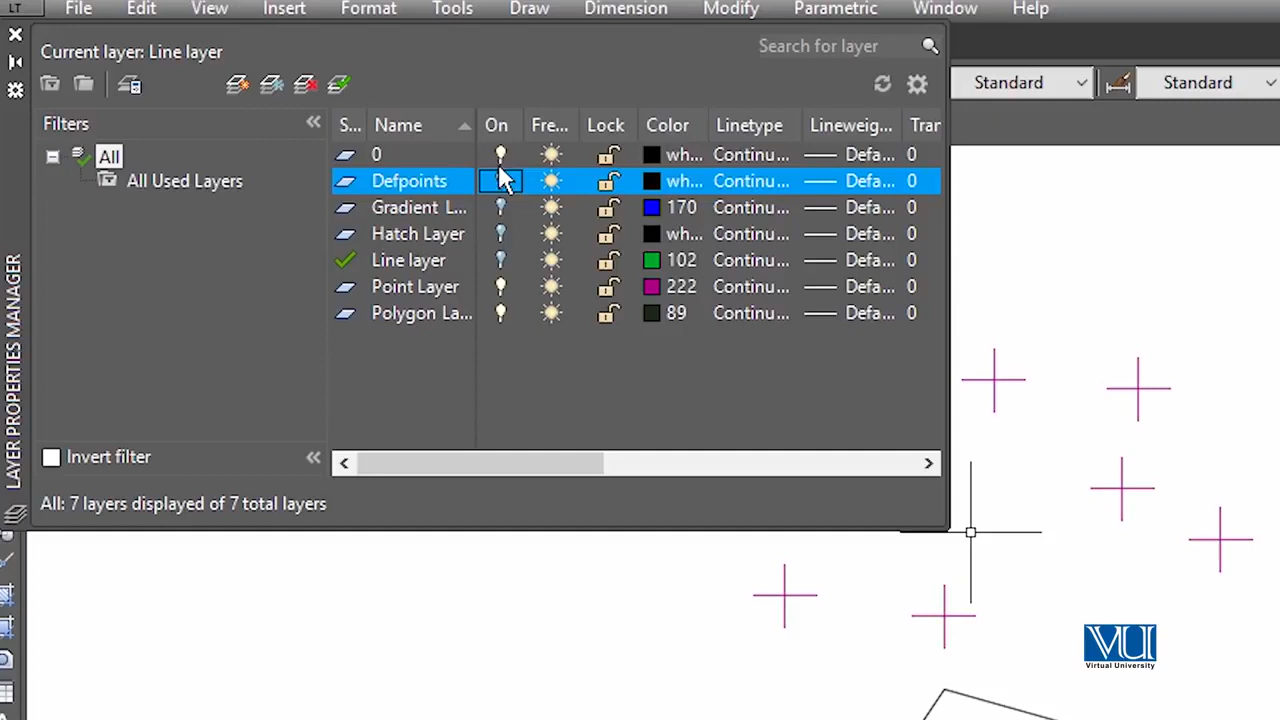 LT File Edit View Insert Format Tools Draw Dimension Modify Parametric Window Help
Current layer: Line layer
Search for layer
Standard Standard
Filters
S... Name On Fre... Lock Color Linetype Lineweig... Trar
All
All Used Layers
0 wh... Continu... Defa... 0
Defpoints wh... Continu... Defa... 0
Gradient L... 170 Continu... Defa... 0
Hatch Layer wh... Continu... Defa... 0
Line layer 102 Continu... Defa... 0
Point Layer 222 Continu... Defa... 0
Polygon La... 89 Continu... Defa... 0
Invert filter
All: 7 layers displayed of 7 total layers
LAYER PROPERTIES MANAGER
VU
Virtual University